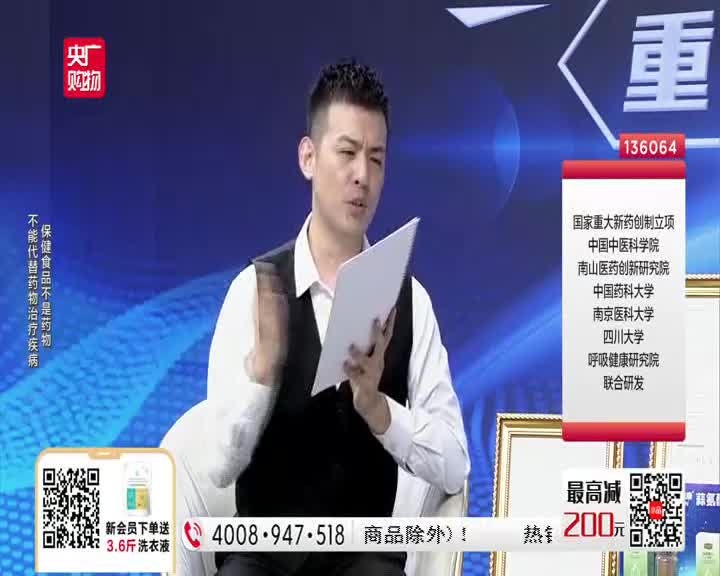 央广
购物
重
136064
国家重大新药创制立项
中国中医科学院
南山医药创新研究院
中国药科大学
南京医科大学
四川大学
呼吸健康研究院
联合研发
保健食品不是药物
不能代替药物治疗疾病
新会员下单送
3.6斤洗衣液
4008·947·518
商品除外）！
热
最高减
200元
蒜氨